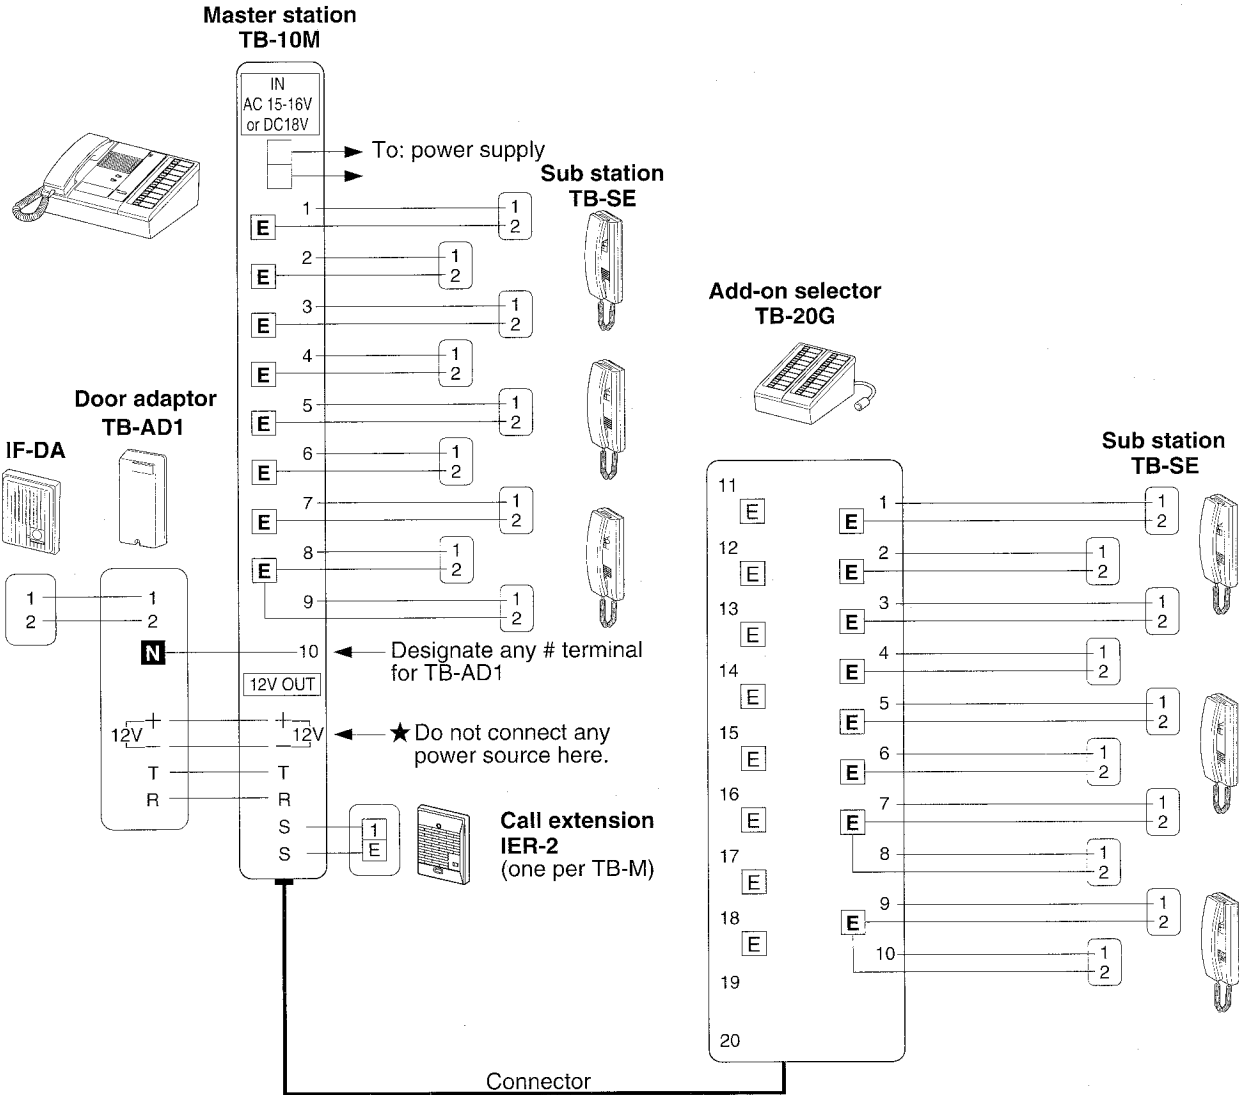 Master station
TB-10M
IN
AC 15-16V
or DC18V
To: power supply
Sub station
TB-SE
1
E
1
2
2
E
1
2
3
E
1
2
4
E
1
2
5
E
1
2
6
E
1
2
7
E
1
2
8
E
1
2
9
1
2
Door adaptor
TB-AD1
IF-DA
1
2
1
2
N
10
Designate any # terminal
for TB-AD1
12V OUT
+
12V
−
+
12V
−
★ Do not connect any
power source here.
T
T
R
R
S
S
1
E
Call extension
IER-2
(one per TB-M)
Add-on selector
TB-20G
Sub station
TB-SE
11
E
12
E
13
E
14
E
15
E
16
E
17
E
18
E
19
20
1
E
1
2
2
E
1
2
3
E
1
2
4
E
1
2
5
E
1
2
6
E
1
2
7
E
1
2
8
1
2
9
E
1
2
10
1
2
Connector